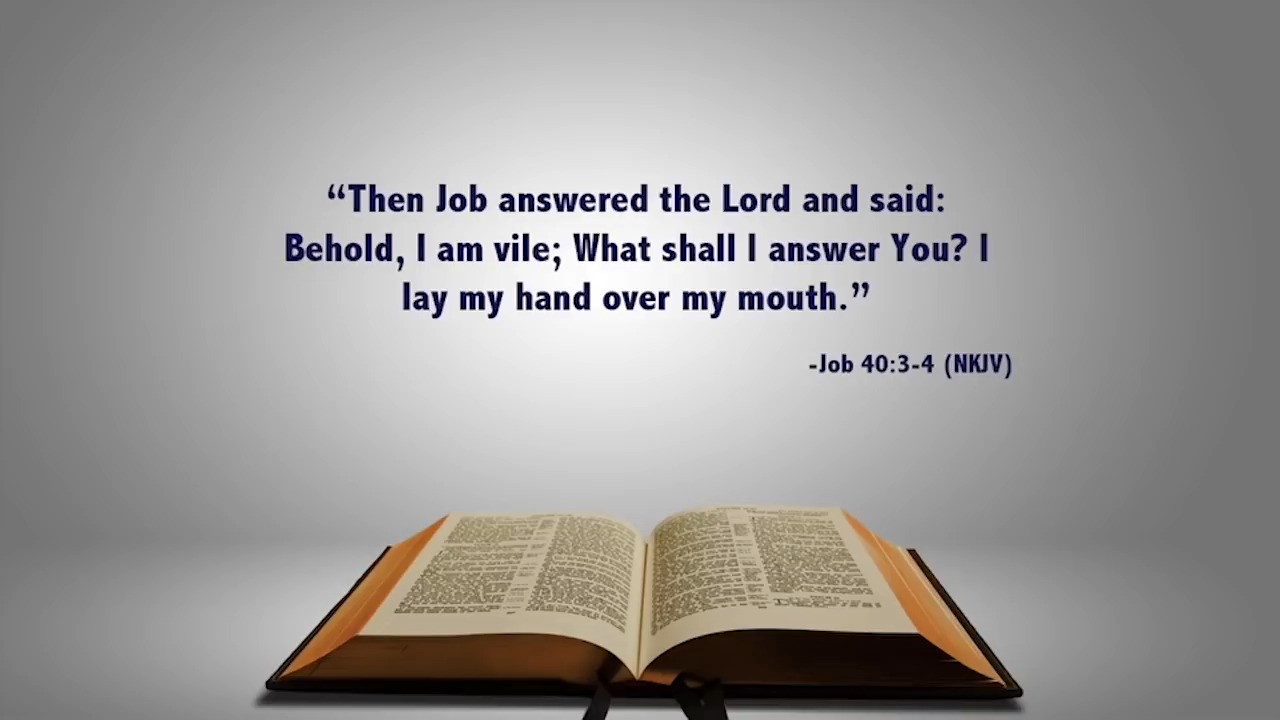 “Then Job answered the Lord and said:
Behold, I am vile; What shall I answer You? I
lay my hand over my mouth.”
-Job 40:3-4 (NKJV)